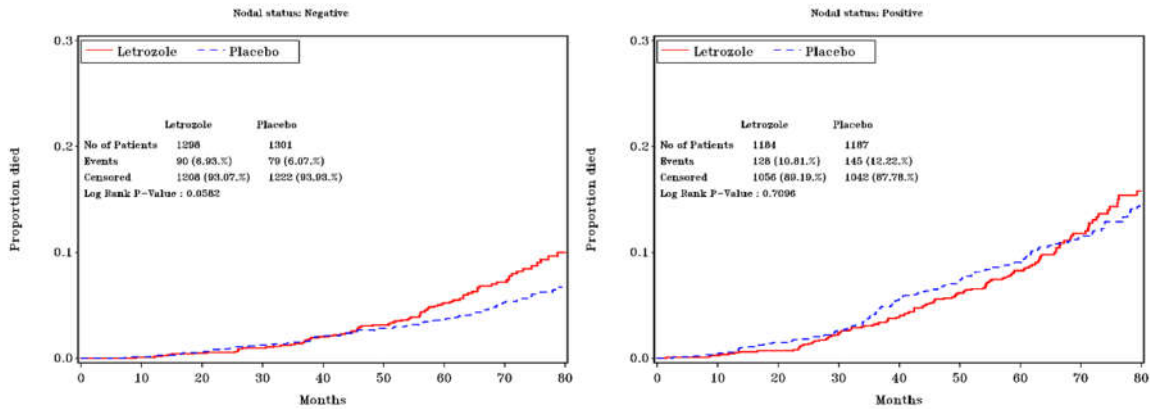 Nodal status: Negative
0.3
Letrozole Placebo
Letrozole Placebo
No of Patients 1298 1301
Events 90 (6.93.%) 79 (6.07.%)
Censored 1208 (93.07.%) 1222 (93.93.%)
Log Rank P-Value : 0.0582
0.2
0.1
0.0
Proportion died
0 10 20 30 40 50 60 70 80
Months
Nodal status: Positive
0.3
Letrozole Placebo
Letrozole Placebo
No of Patients 1184 1187
Events 128 (10.81.%) 145 (12.22.%)
Censored 1056 (89.19.%) 1042 (87.78.%)
Log Rank P-Value : 0.7096
0.2
0.1
0.0
Proportion died
0 10 20 30 40 50 60 70 80
Months